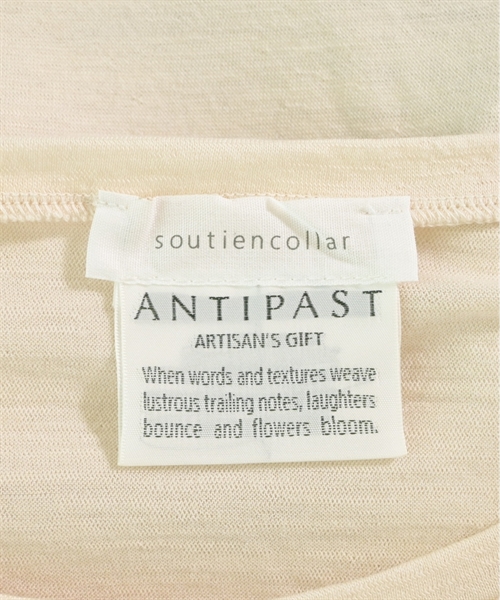 soutiencollar
ANTIPAST
ARTISAN'S GIFT
When words and textures weave
lustrous trailing notes, laughters
bounce and flowers bloom.